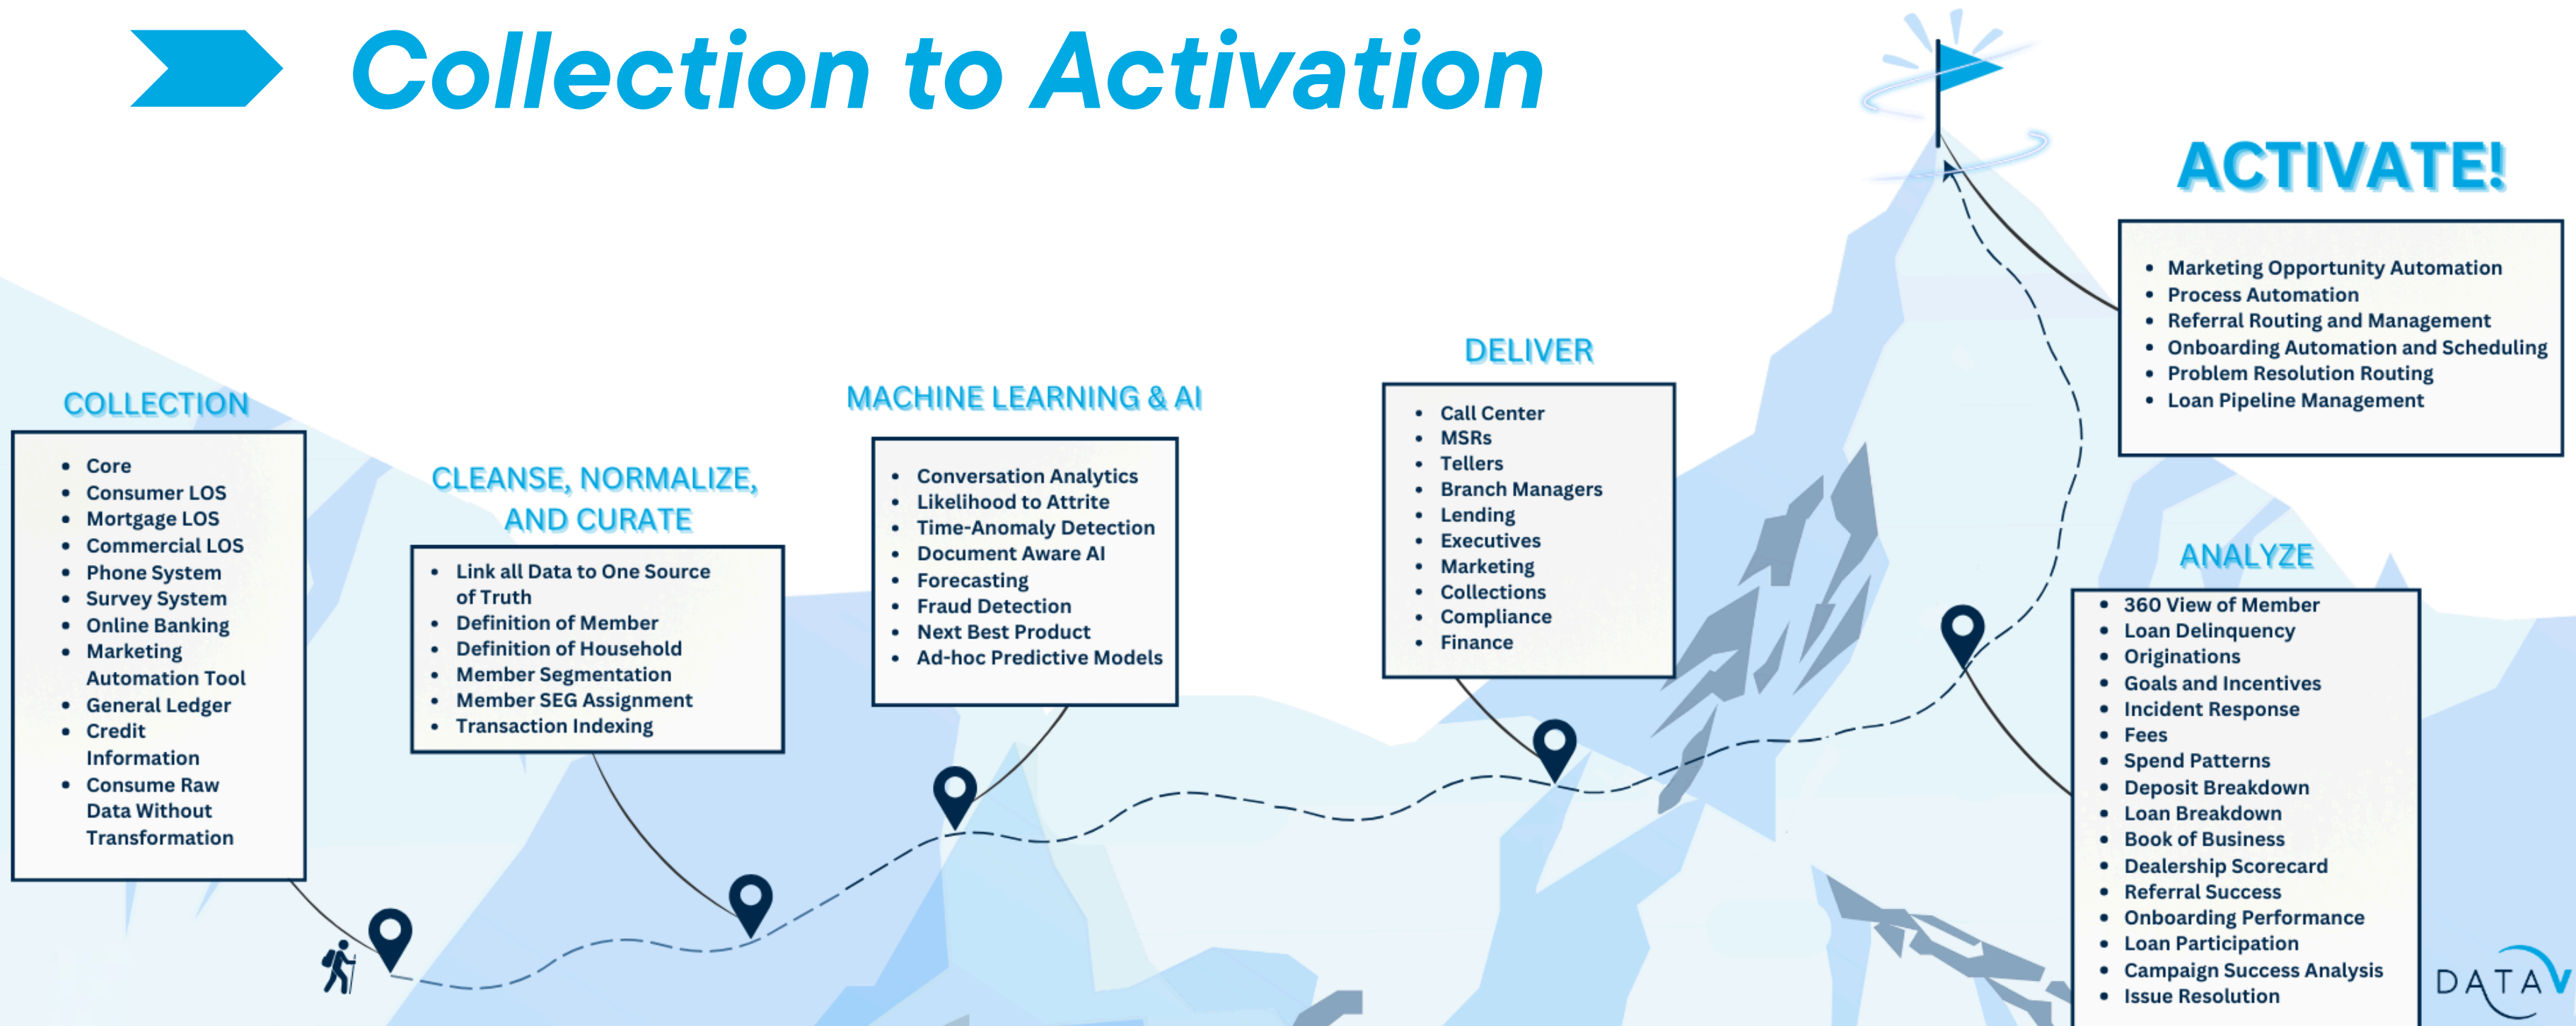 Collection to Activation
COLLECTION
• Core
• Consumer LOS
• Mortgage LOS
• Commercial LOS
• Phone System
• Survey System
• Online Banking
• Marketing
Automation Tool
• General Ledger
• Credit
Information
• Consume Raw
Data Without
Transformation
CLEANSE, NORMALIZE,
AND CURATE
• Link all Data to One Source
of Truth
• Definition of Member
• Definition of Household
• Member Segmentation
• Member SEG Assignment
• Transaction Indexing
MACHINE LEARNING & AI
• Conversation Analytics
• Likelihood to Attrite
• Time-Anomaly Detection
• Document Aware AI
• Forecasting
• Fraud Detection
• Next Best Product
• Ad-hoc Predictive Models
DELIVER
• Call Center
• MSRs
• Tellers
• Branch Managers
• Lending
• Executives
• Marketing
• Collections
• Compliance
• Finance
ANALYZE
• 360 View of Member
• Loan Delinquency
• Originations
• Goals and Incentives
• Incident Response
• Fees
• Spend Patterns
• Deposit Breakdown
• Loan Breakdown
• Book of Business
• Dealership Scorecard
• Referral Success
• Onboarding Performance
• Loan Participation
• Campaign Success Analysis
• Issue Resolution
ACTIVATE!
• Marketing Opportunity Automation
• Process Automation
• Referral Routing and Management
• Onboarding Automation and Scheduling
• Problem Resolution Routing
• Loan Pipeline Management
DATAV